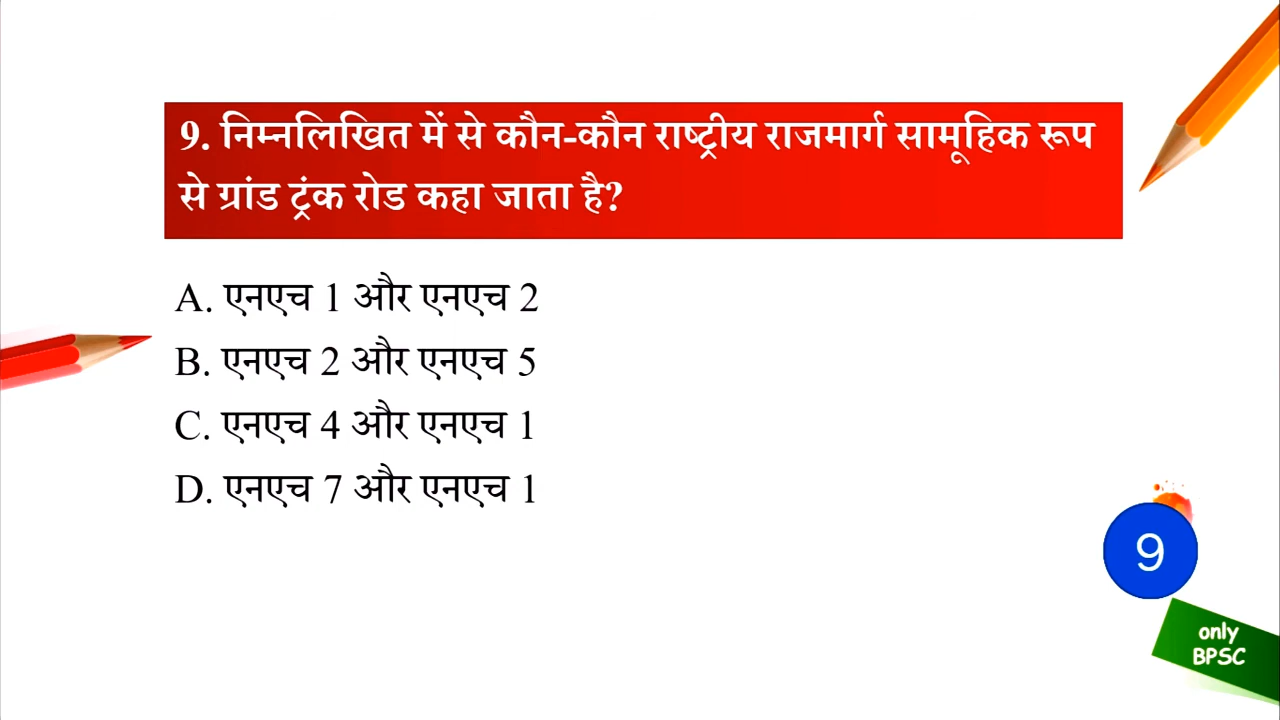 9. निम्नलिखित में से कौन-कौन राष्ट्रीय राजमार्ग सामूहिक रूप
से ग्रांड ट्रंक रोड कहा जाता है?
A. एनएच 1 और एनएच 2
B. एनएच 2 और एनएच 5
C. एनएच 4 और एनएच 1
D. एनएच 7 और एनएच 1
9
only
BPSC